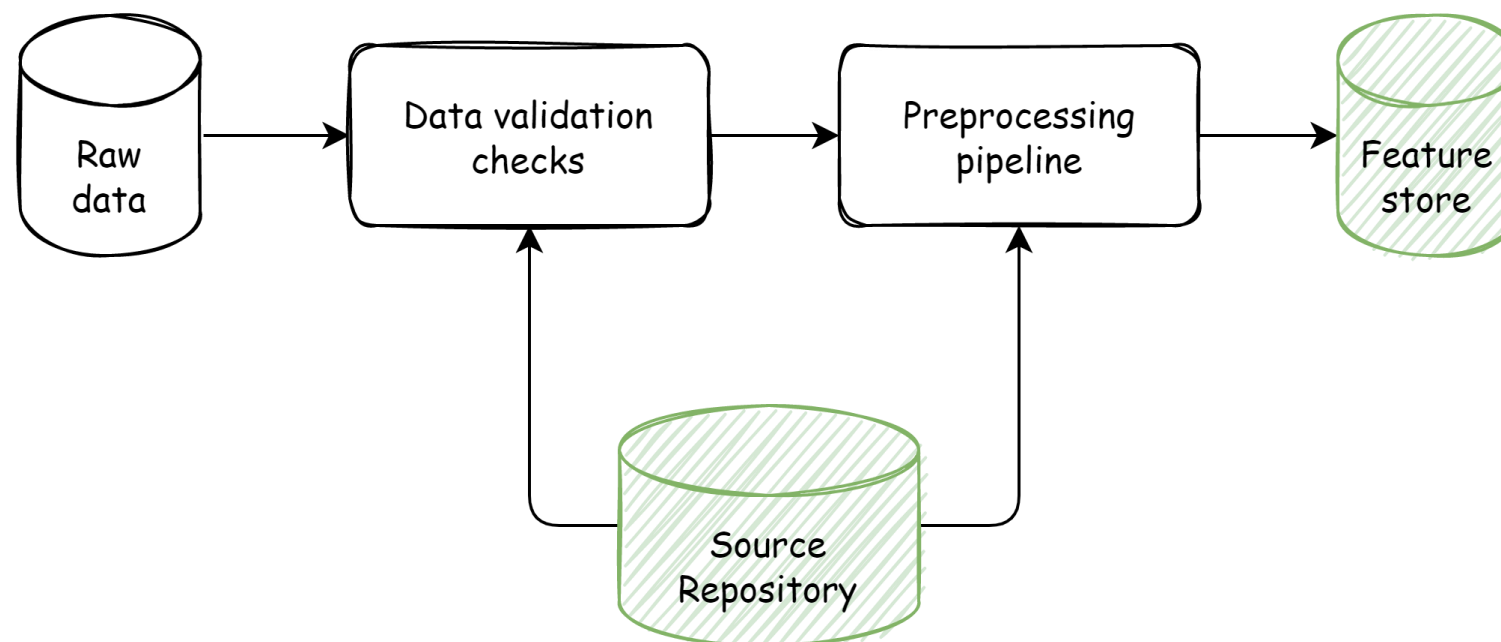 Raw
data
Data validation
checks
Preprocessing
pipeline
Feature
store
Source
Repository